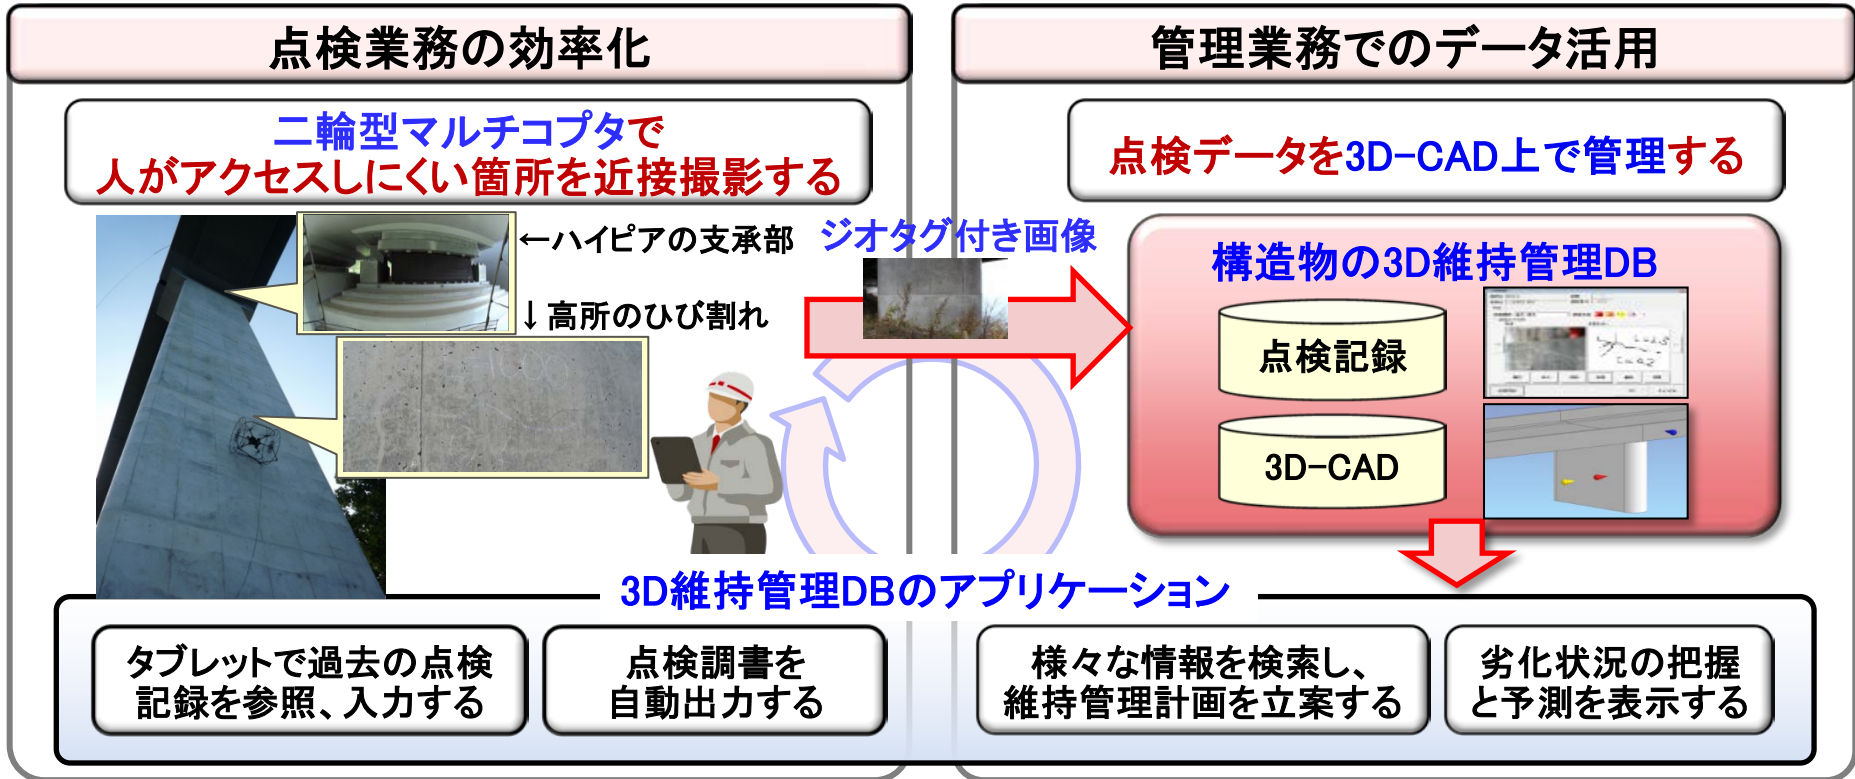 点検業務の効率化
二輪型マルチコプタで
人がアクセスしにくい箇所を近接撮影する
←ハイピアの支承部
↓高所のひび割れ
ジオタグ付き画像
管理業務でのデータ活用
点検データを3D-CAD上で管理する
構造物の3D維持管理DB
点検記録
3D-CAD
3D維持管理DBのアプリケーション
タブレットで過去の点検
記録を参照、入力する
点検調書を
自動出力する
様々な情報を検索し、
維持管理計画を立案する
劣化状況の把握
と予測を表示する